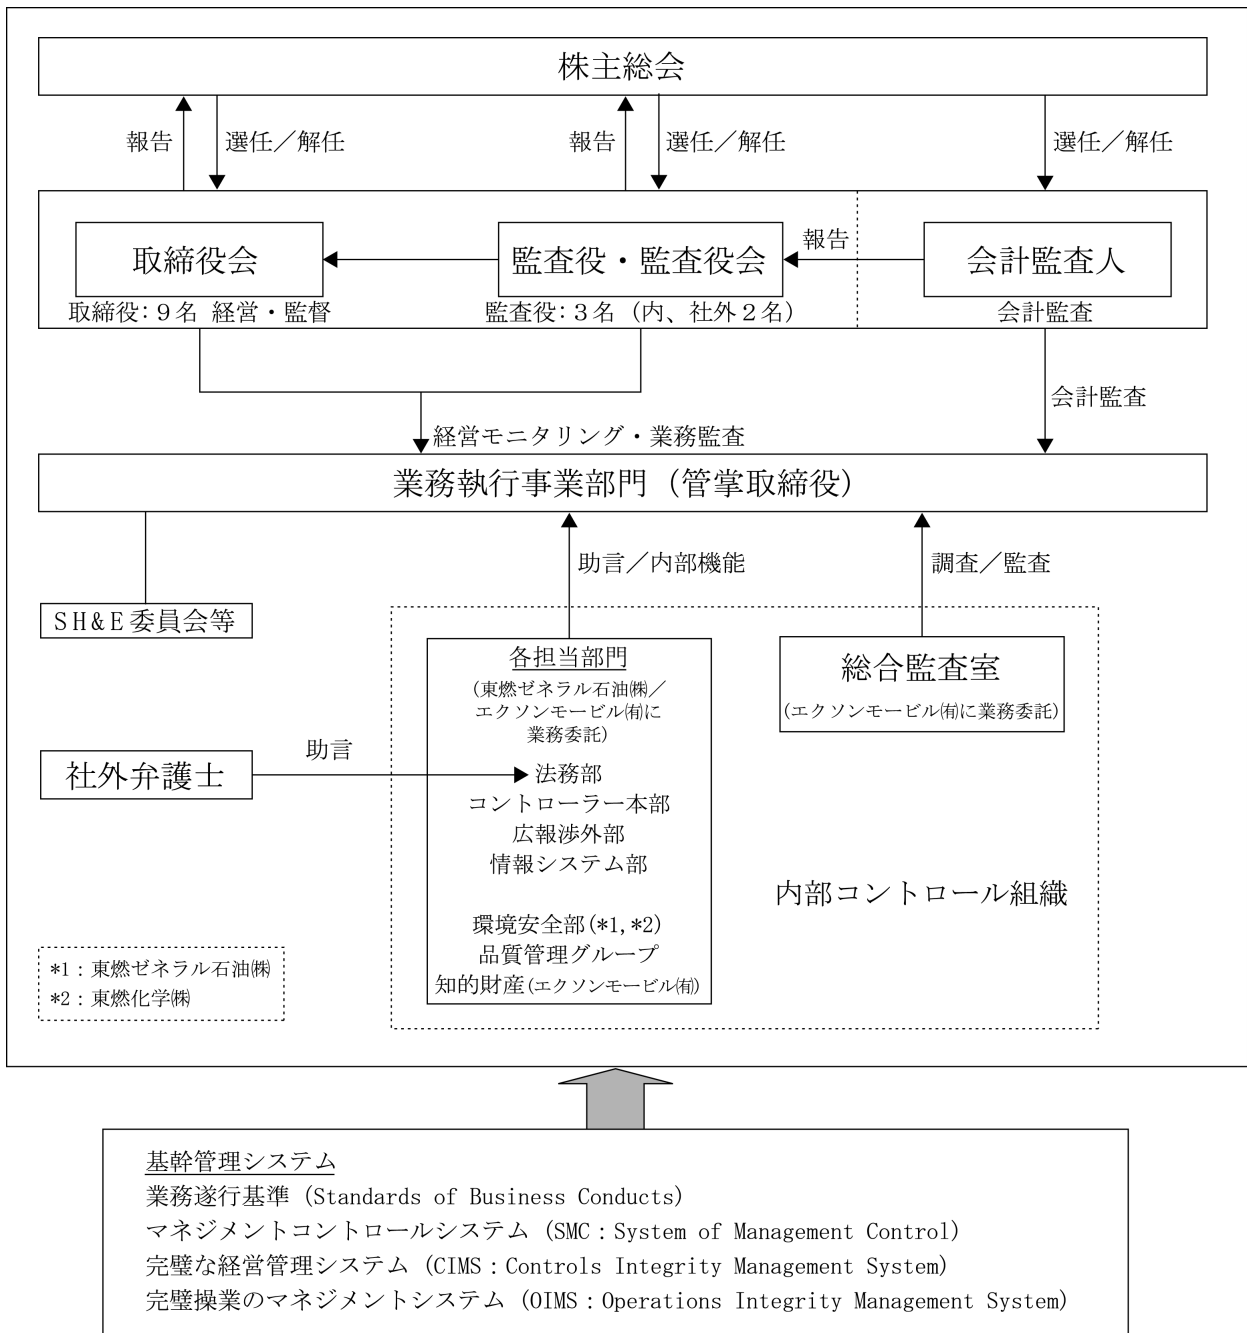 株主総会
報告
選任／解任
報告
選任／解任
選任／解任
取締役会
監査役・監査役会
報告
会計監査人
取締役：９名 経営・監督
監査役：３名（内、社外２名）
会計監査
会計監査
経営モニタリング・業務監査
業務執行事業部門（管掌取締役）
助言／内部機能
調査／監査
SH&E委員会等
各担当部門
（東燃ゼネラル石油㈱／
エクソンモービル㈲に
業務委託）
総合監査室
（エクソンモービル㈲に業務委託）
社外弁護士
助言
法務部
コントローラー本部
広報渉外部
情報システム部
環境安全部(*1,*2)
品質管理グループ
知的財産(エクソンモービル㈲)
内部コントロール組織
*1：東燃ゼネラル石油㈱
*2：東燃化学㈱
基幹管理システム
業務遂行基準（Standards of Business Conducts）
マネジメントコントロールシステム（SMC：System of Management Control）
完璧な経営管理システム（CIMS：Controls Integrity Management System）
完璧操業のマネジメントシステム（OIMS：Operations Integrity Management System）